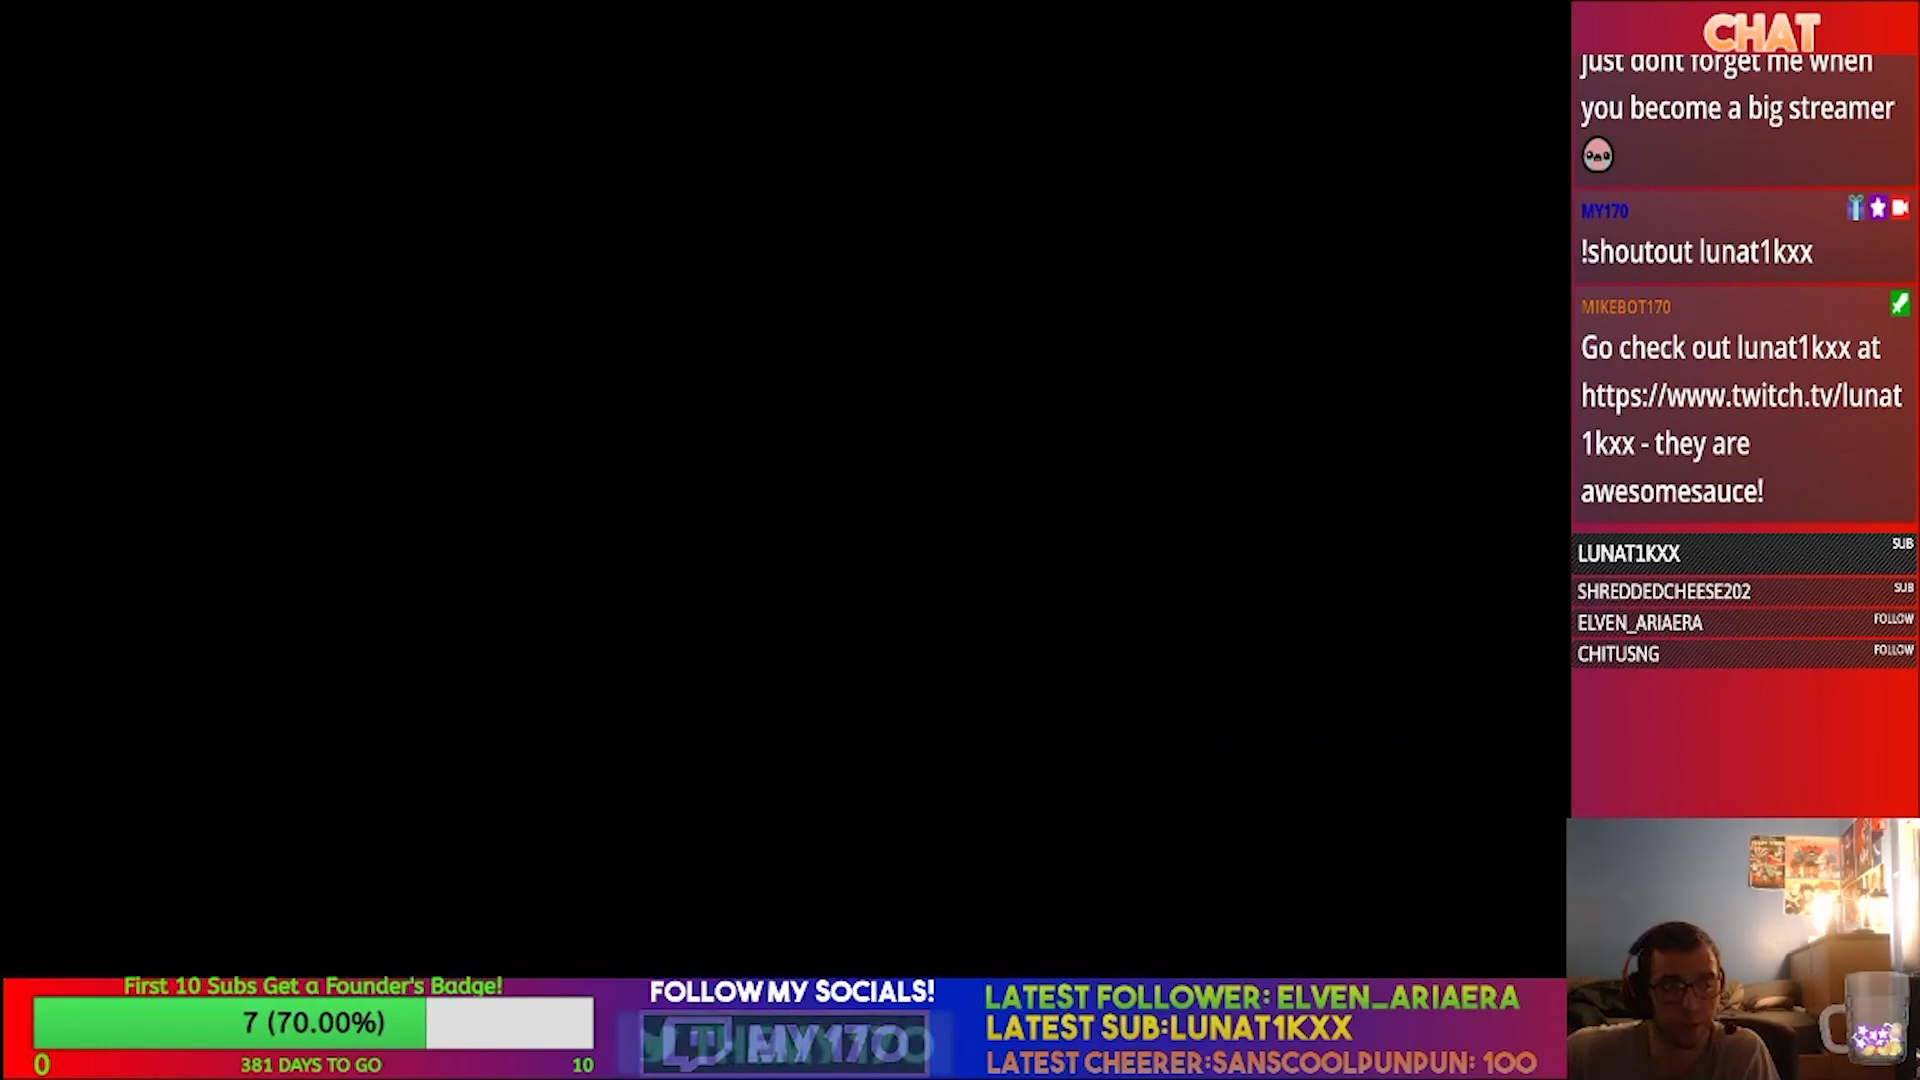 CHAT
just dont forget me when
you become a big streamer
MY170
!shoutout lunat1kxx
MIKEBOT170
Go check out lunat1kxx at
https://www.twitch.tv/lunat
1kxx - they are
awesomesauce!
LUNAT1KXX SUB
SHREDDEDCHEESE202 SUB
ELVEN_ARIAERA FOLLOW
CHITUSNG FOLLOW
First 10 Subs Get a Founder's Badge!
7 (70.00%)
0 381 DAYS TO GO 10
FOLLOW MY SOCIALS!
MY170
LATEST FOLLOWER: ELVEN_ARIAERA
LATEST SUB:LUNAT1KXX
LATEST CHEERER:SANSCOOLPUNPUN: 100